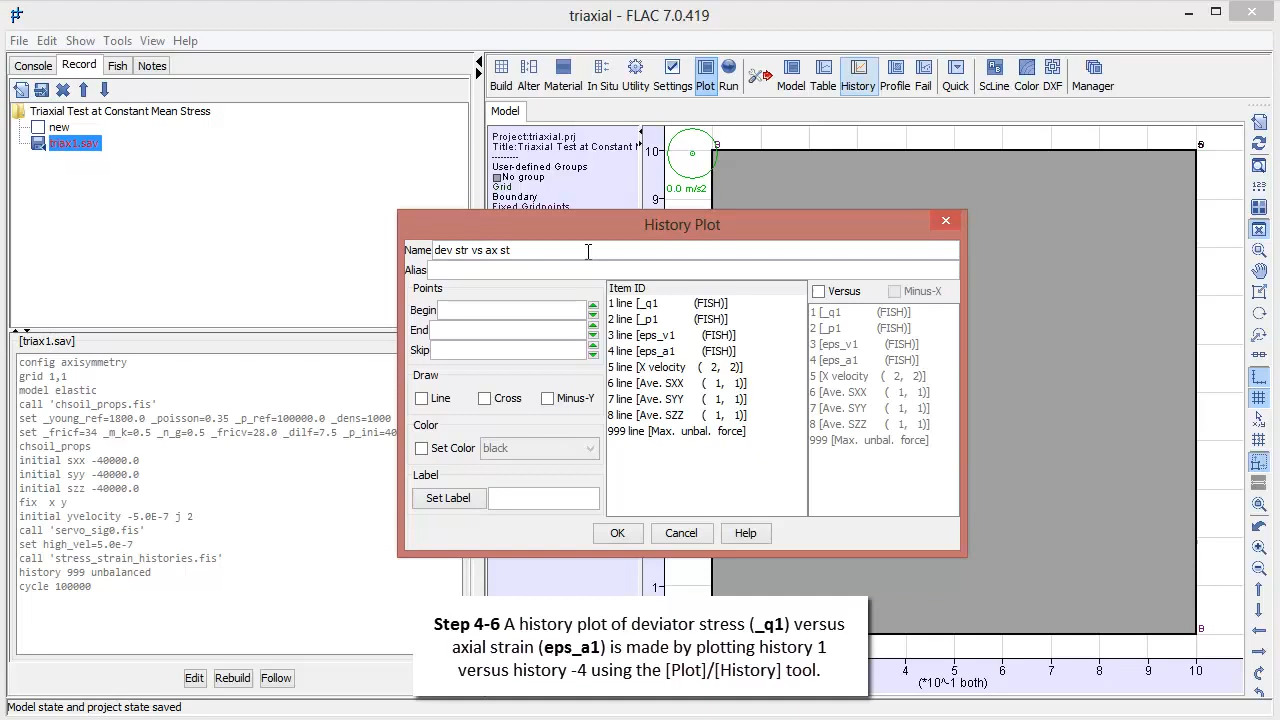 triaxial - FLAC 7.0.419
File Edit Show Tools View Help
Console Record Fish Notes
Triaxial Test at Constant Mean Stress
new
triax1.sav
[triax1.sav]
config axisymmetry
grid 1,1
model elastic
call 'chsoil_props.fis'
set _young_ref=1800.0 _poisson=0.35 _p_ref=100000.0 _dens=1000
set _fricf=34 _m_k=0.5 _n_g=0.5 _fricv=28.0 _dilf=7.5 _p_ini=40
chsoil_props
initial sxx -40000.0
initial syy -40000.0
initial szz -40000.0
fix x y
initial yvelocity -5.0E-7 j 2
call 'servo_sig0.fis'
set high_vel=5.0e-7
call 'stress_strain_histories.fis'
history 999 unbalanced
cycle 100000
Edit Rebuild Follow
Model state and project state saved
Build Alter Material In Situ Utility Settings Plot Run Model Table History Profile Fail Quick ScLine Color DXF Manager
Model
Project:triaxial.prj
Title:Triaxial Test at Constant
---------
User-defined Groups
No group
Grid
Boundary
Fixed Gridpoints
10
9
0.0 m/s2
B
1
4 5 6 7 8 9 10
(*10^-1 both)
B
123
History Plot
Name dev str vs ax st
Alias
Points
Begin
End
Skip
Draw
Line Cross Minus-Y
Color
Set Color black
Label
Set Label
Item ID
1 line [_q1 (FISH)]
2 line [_p1 (FISH)]
3 line [eps_v1 (FISH)]
4 line [eps_a1 (FISH)]
5 line [X velocity ( 2, 2)]
6 line [Ave. SXX ( 1, 1)]
7 line [Ave. SYY ( 1, 1)]
8 line [Ave. SZZ ( 1, 1)]
999 line [Max. unbal. force]
Versus Minus-X
1 [_q1 (FISH)]
2 [_p1 (FISH)]
3 [eps_v1 (FISH)]
4 [eps_a1 (FISH)]
5 [X velocity ( 2, 2)]
6 [Ave. SXX ( 1, 1)]
7 [Ave. SYY ( 1, 1)]
8 [Ave. SZZ ( 1, 1)]
999 [Max. unbal. force]
OK Cancel Help
Step 4-6 A history plot of deviator stress (_q1) versus
axial strain (eps_a1) is made by plotting history 1
versus history -4 using the [Plot]/[History] tool.